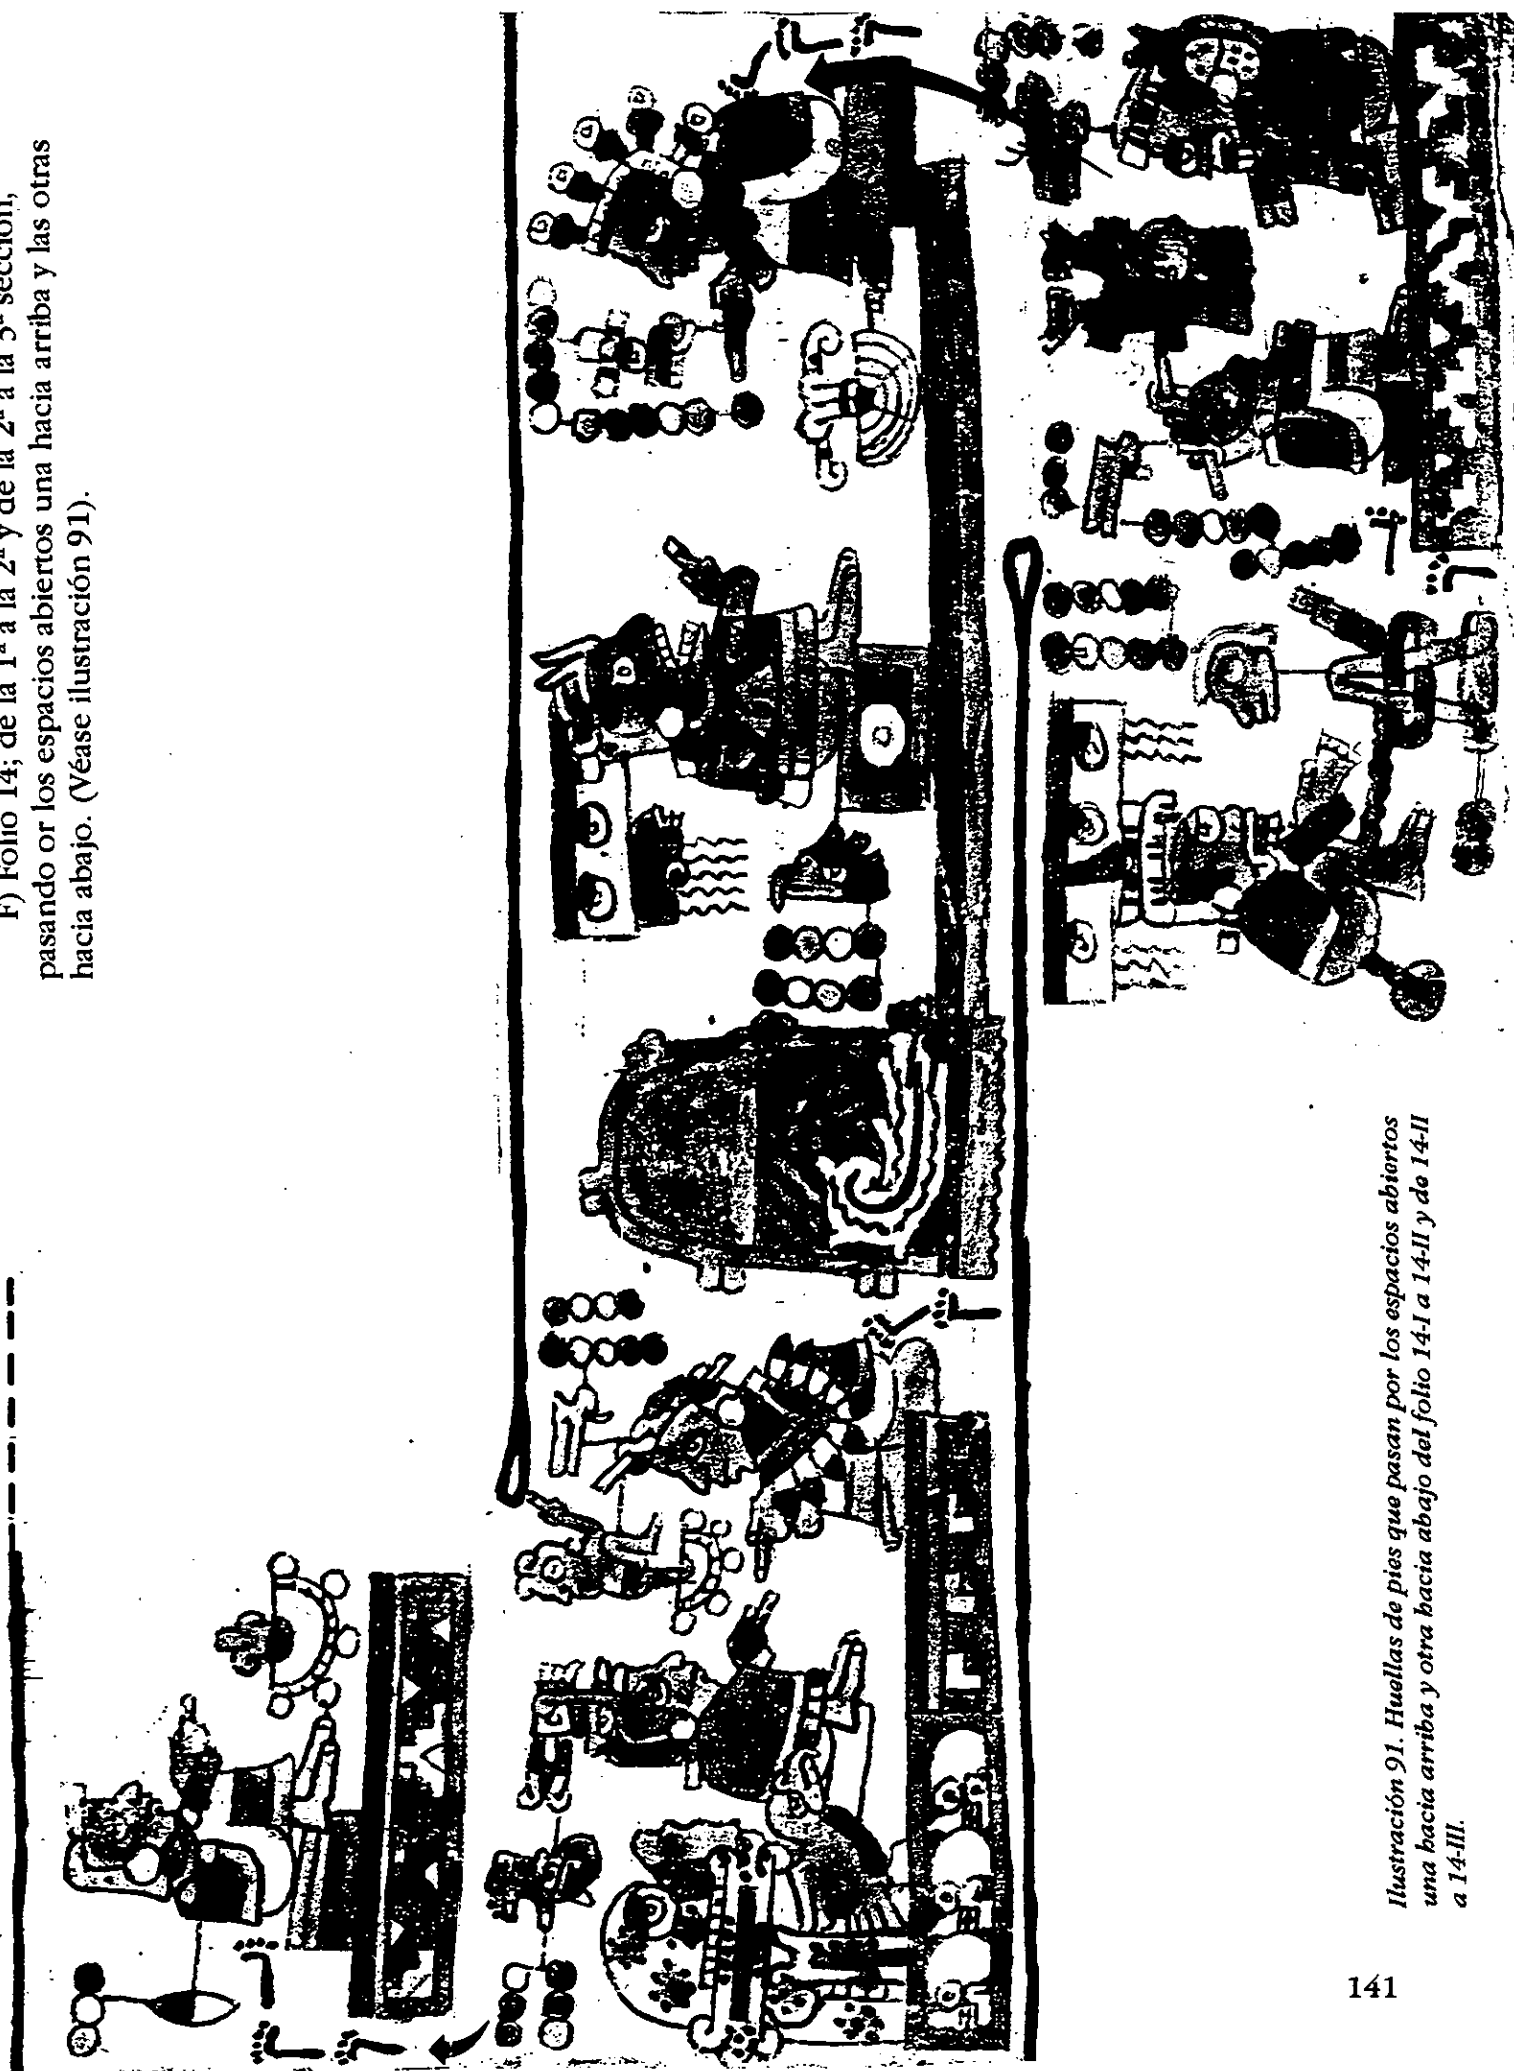 F) Folio 14; de la 1ª a la 2ª y de la 2ª a la 3ª sección,
pasando or los espacios abiertos una hacia arriba y las otras
hacia abajo. (Véase ilustración 91).
Ilustración 91. Huellas de pies que pasan por los espacios abiertos
una hacia arriba y otra hacia abajo del folio 14-I a 14-II y de 14-II
a 14-III.
141